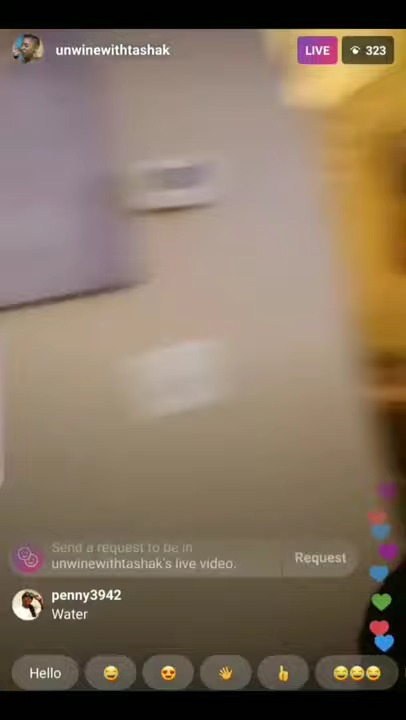 unwinewithtashak
LIVE
323
Send a request to be in
unwinewithtashak's live video.
Request
penny3942
Water
Hello